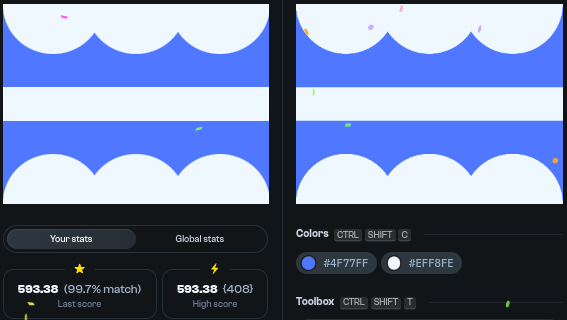 Your stats
Global stats
593.38 (99.7% match)
Last score
593.38 {408}
High score
Colors CTRL SHIFT C
#4F77FF
#EFF8FE
Toolbox CTRL SHIFT T